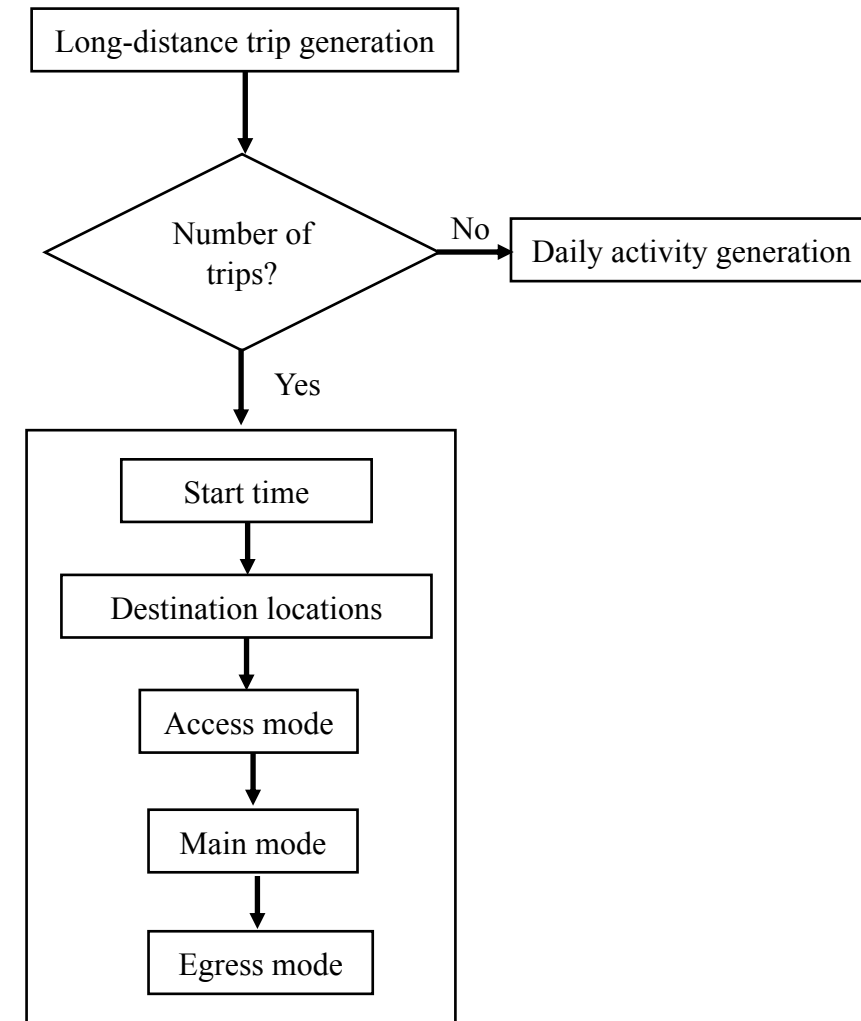 Long-distance trip generation
Number of
trips?
No
Daily activity generation
Yes
Start time
Destination locations
Access mode
Main mode
Egress mode